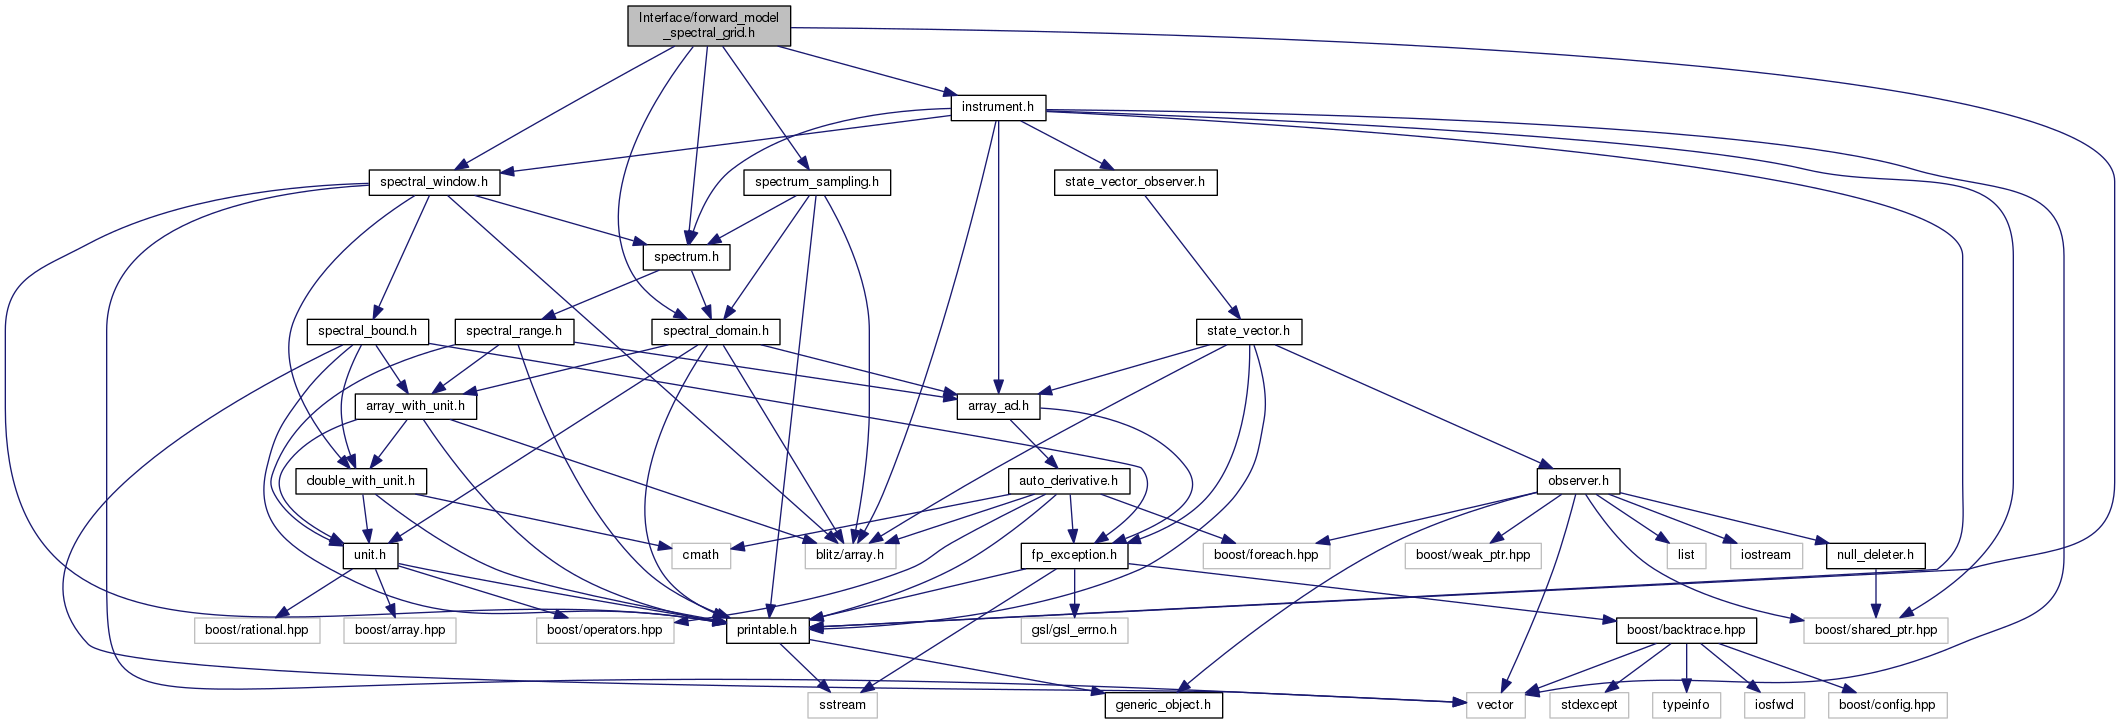 Interface/forward_model
_spectral_grid.h
instrument.h
spectral_window.h
spectrum_sampling.h
state_vector_observer.h
spectrum.h
spectral_bound.h
spectral_range.h
spectral_domain.h
state_vector.h
array_with_unit.h
array_ad.h
double_with_unit.h
auto_derivative.h
observer.h
unit.h
cmath
blitz/array.h
fp_exception.h
boost/foreach.hpp
boost/weak_ptr.hpp
list
iostream
null_deleter.h
boost/rational.hpp
boost/array.hpp
boost/operators.hpp
printable.h
gsl/gsl_errno.h
boost/backtrace.hpp
boost/shared_ptr.hpp
sstream
generic_object.h
vector
stdexcept
typeinfo
iosfwd
boost/config.hpp